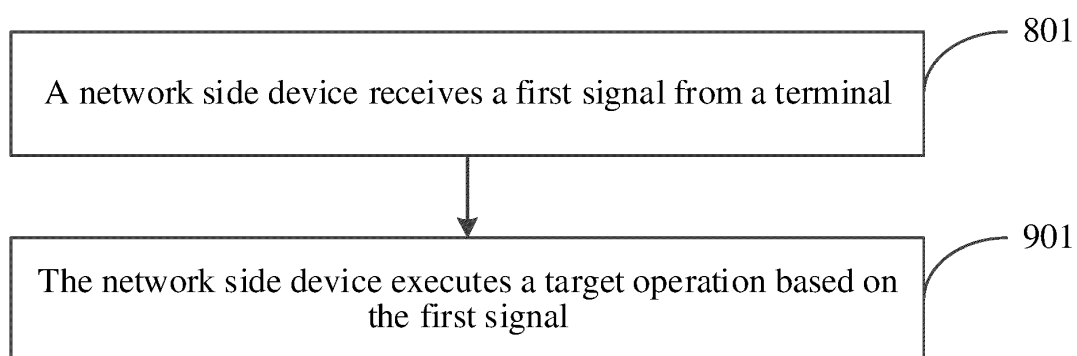 801
A network side device receives a first signal from a terminal
901
The network side device executes a target operation based on
the first signal